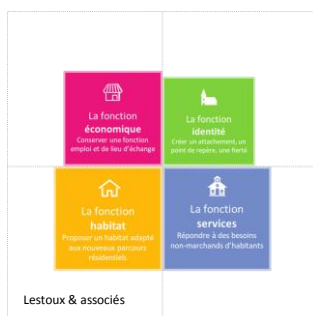 La fonction
économique
Conserver une fonction
emploi et de lieu d'échange
La fonction
identité
Créer un attachement, un
point de repère, une fierté
La fonction
habitat
Proposer un habitat adapté
aux nouveaux parcours
résidentiels
La fonction
services
Répondre à des besoins
non-marchands d'habitants
Lestoux & associés